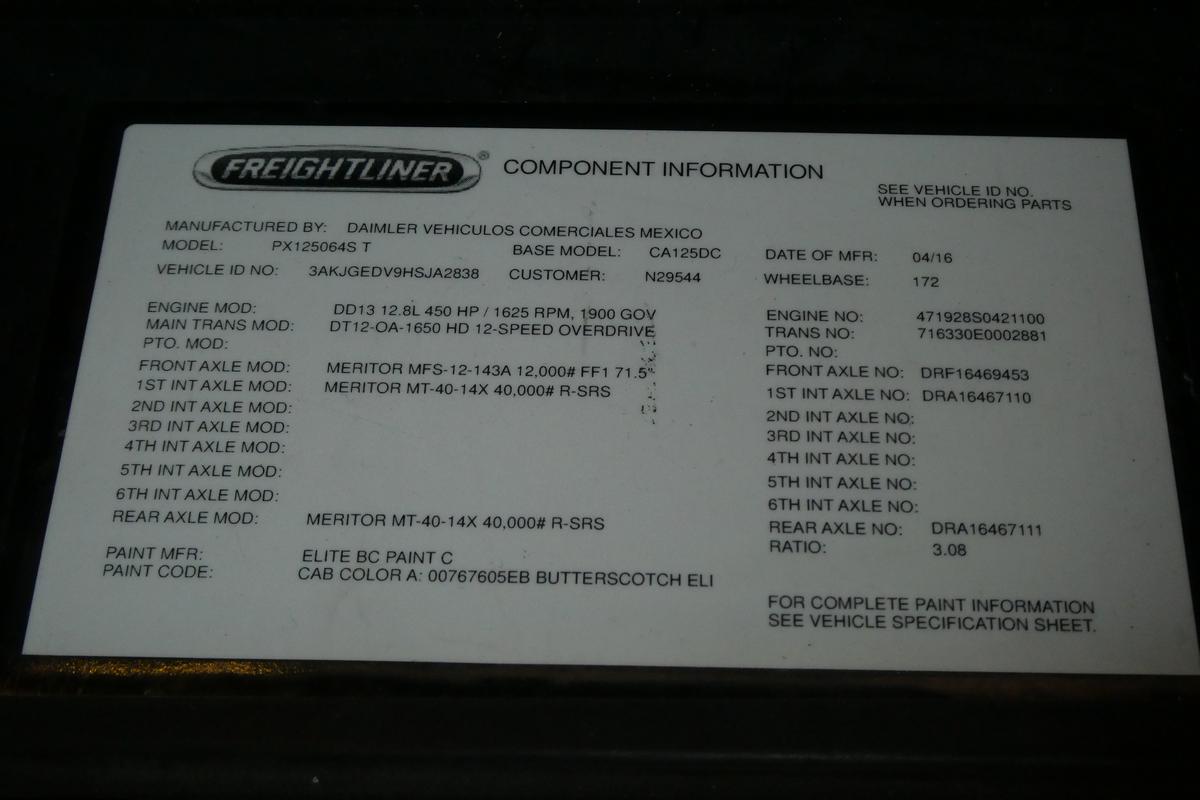 FREIGHTLINER® COMPONENT INFORMATION
SEE VEHICLE ID NO.
WHEN ORDERING PARTS
MANUFACTURED BY: DAIMLER VEHICULOS COMERCIALES MEXICO
MODEL: PX125064S T BASE MODEL: CA125DC DATE OF MFR: 04/16
VEHICLE ID NO: 3AKJGEDV9HSJA2838 CUSTOMER: N29544 WHEELBASE: 172
ENGINE MOD: DD13 12.8L 450 HP / 1625 RPM, 1900 GOV ENGINE NO: 471928S0421100
MAIN TRANS MOD: DT12-OA-1650 HD 12-SPEED OVERDRIVE TRANS NO: 716330E0002881
PTO. MOD: PTO. NO:
FRONT AXLE MOD: MERITOR MFS-12-143A 12,000# FF1 71.5" FRONT AXLE NO: DRF16469453
1ST INT AXLE MOD: MERITOR MT-40-14X 40,000# R-SRS 1ST INT AXLE NO: DRA16467110
2ND INT AXLE MOD: 2ND INT AXLE NO:
3RD INT AXLE MOD: 3RD INT AXLE NO:
4TH INT AXLE MOD: 4TH INT AXLE NO:
5TH INT AXLE MOD: 5TH INT AXLE NO:
6TH INT AXLE MOD: 6TH INT AXLE NO:
REAR AXLE MOD: MERITOR MT-40-14X 40,000# R-SRS REAR AXLE NO: DRA16467111
RATIO: 3.08
PAINT MFR: ELITE BC PAINT C
PAINT CODE: CAB COLOR A: 00767605EB BUTTERSCOTCH ELI
FOR COMPLETE PAINT INFORMATION
SEE VEHICLE SPECIFICATION SHEET.